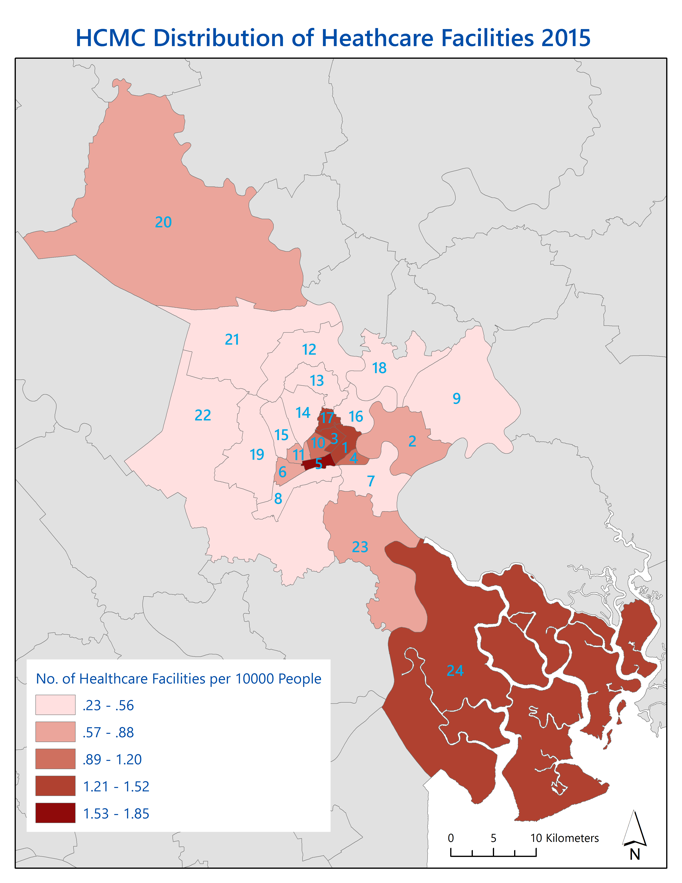 HCMC Distribution of Heathcare Facilities 2015
20
21
12
18
13
9
22
14
17
16
15
10
3
2
1
19
11
4
5
6
7
8
23
24
No. of Healthcare Facilities per 10000 People
.23 - .56
.57 - .88
.89 - 1.20
1.21 - 1.52
1.53 - 1.85
0 5 10 Kilometers
N